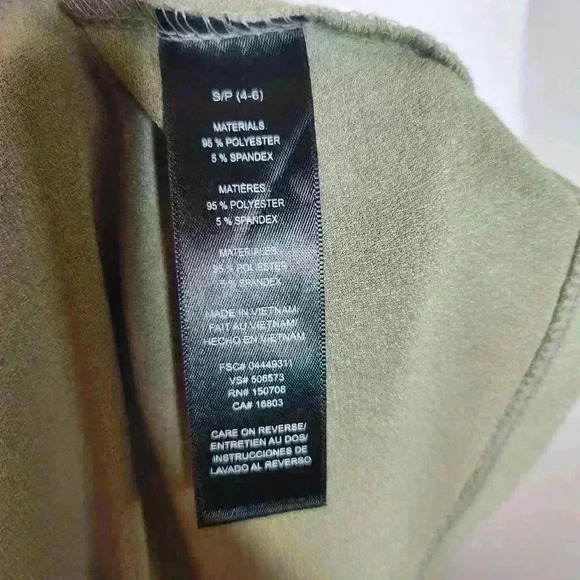 S/P (4-6)
MATERIALS.
95 % POLYESTER
5 % SPANDEX
MATIÈRES :
95 % POLYESTER
5 % SPANDEX
MATERIALES
95 % POLYESTER
5 % SPANDEX
MADE IN VIETNAM/
FAIT AU VIETNAM/
HECHO EN VIETNAM
FSC# 04449311
VS# 506573
RN# 150708
CA# 16803
CARE ON REVERSE/
ENTRETIEN AU DOS/
INSTRUCCIONES DE
LAVADO AL REVERSO